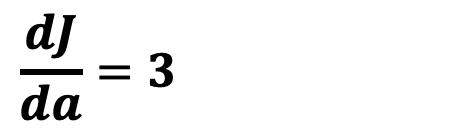 dJ/da = 3